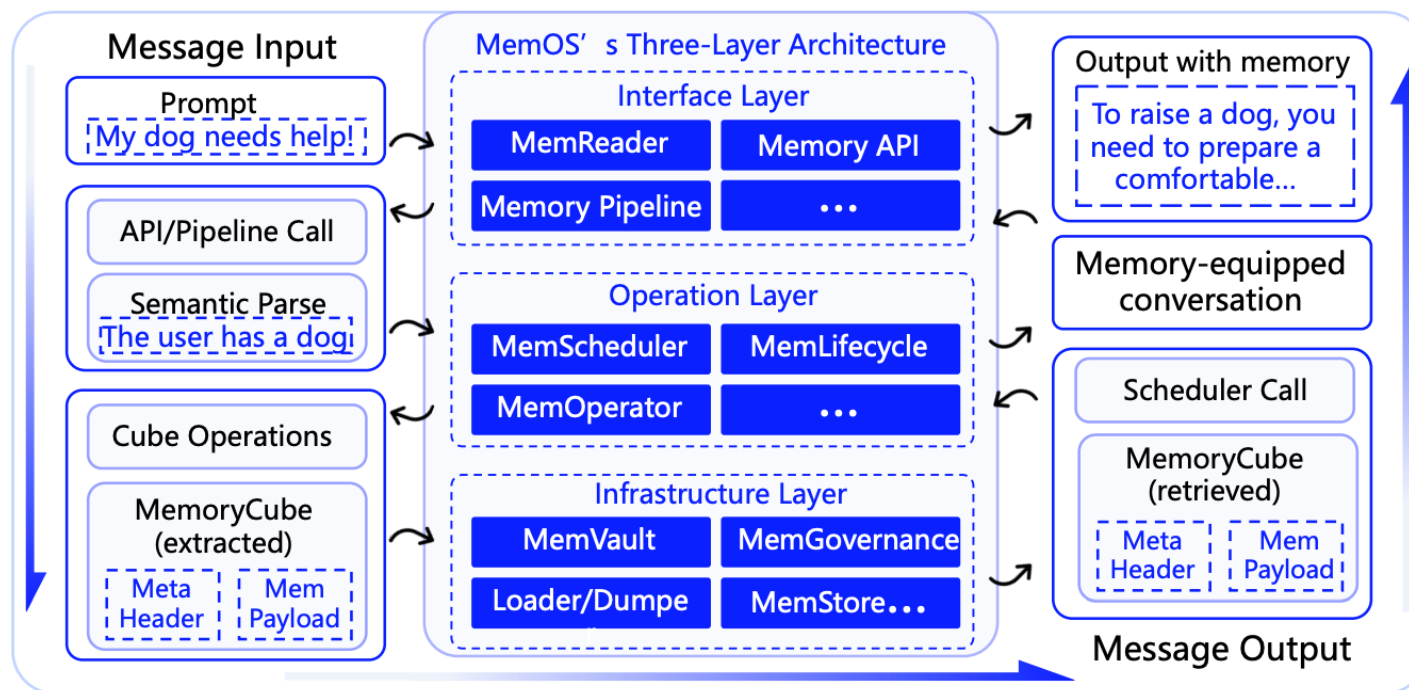 Message Input
Prompt
My dog needs help!
API/Pipeline Call
Semantic Parse
The user has a dog
Cube Operations
MemoryCube
(extracted)
Meta
Header
Mem
Payload
MemOS’s Three-Layer Architecture
Interface Layer
MemReader
Memory API
Memory Pipeline
...
Operation Layer
MemScheduler
MemLifecycle
MemOperator
...
Infrastructure Layer
MemVault
MemGovernance
Loader/Dumpe
MemStore...
Output with memory
To raise a dog, you
need to prepare a
comfortable...
Memory-equipped
conversation
Scheduler Call
MemoryCube
(retrieved)
Meta
Header
Mem
Payload
Message Output